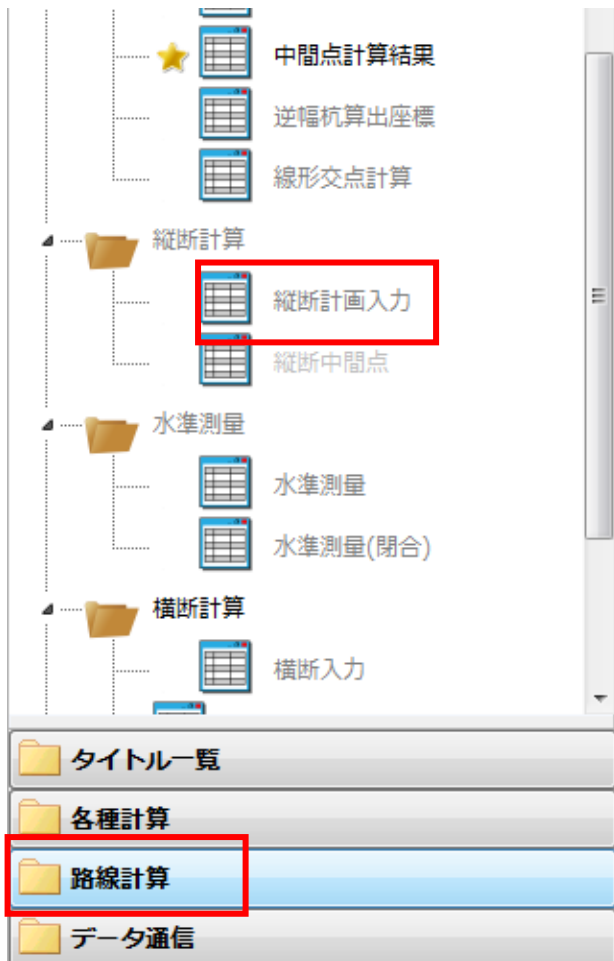 中間点計算結果
逆幅杭算出座標
線形交点計算
縦断計算
縦断計画入力
縦断中間点
水準測量
水準測量
水準測量(閉合)
横断計算
横断入力
タイトル一覧
各種計算
路線計算
データ通信